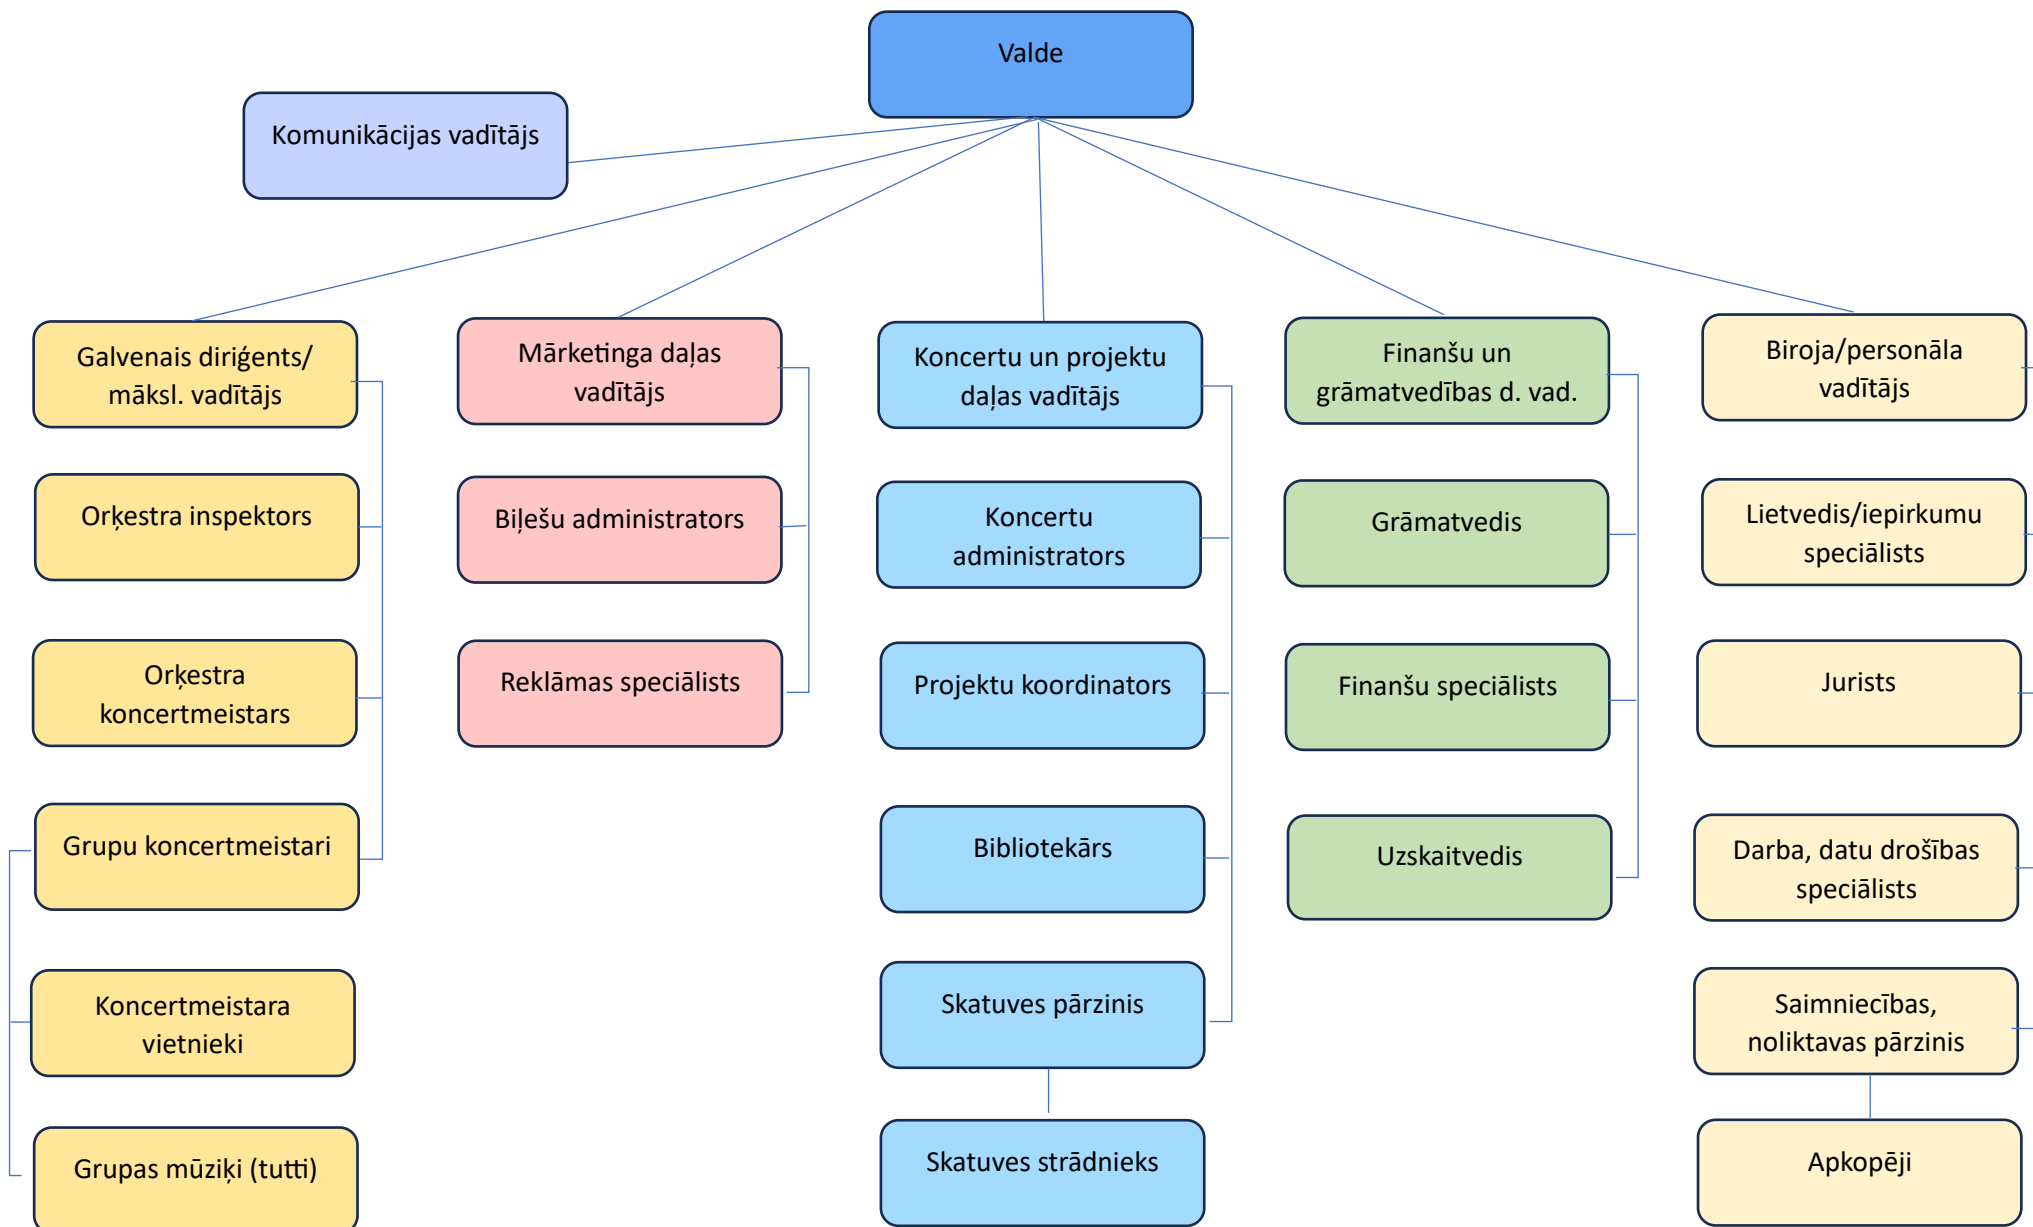 Valde
Komunikācijas vadītājs
Galvenais diriģents/
māksl. vadītājs
Orķestra inspektors
Orķestra
koncertmeistars
Grupu koncertmeistari
Koncertmeistara
vietnieki
Grupas mūziķi (tutti)
Mārketinga daļas
vadītājs
Biļešu administrators
Reklāmas speciālists
Koncertu un projektu
daļas vadītājs
Koncertu
administrators
Projektu koordinators
Bibliotekārs
Skatuves pārzinis
Skatuves strādnieks
Finanšu un
grāmatvedības d. vad.
Grāmatvedis
Finanšu speciālists
Uzskaitvedis
Biroja/personāla
vadītājs
Lietvedis/iepirkumu
speciālists
Jurists
Darba, datu drošības
speciālists
Saimniecības,
noliktavas pārzinis
Apkopēji